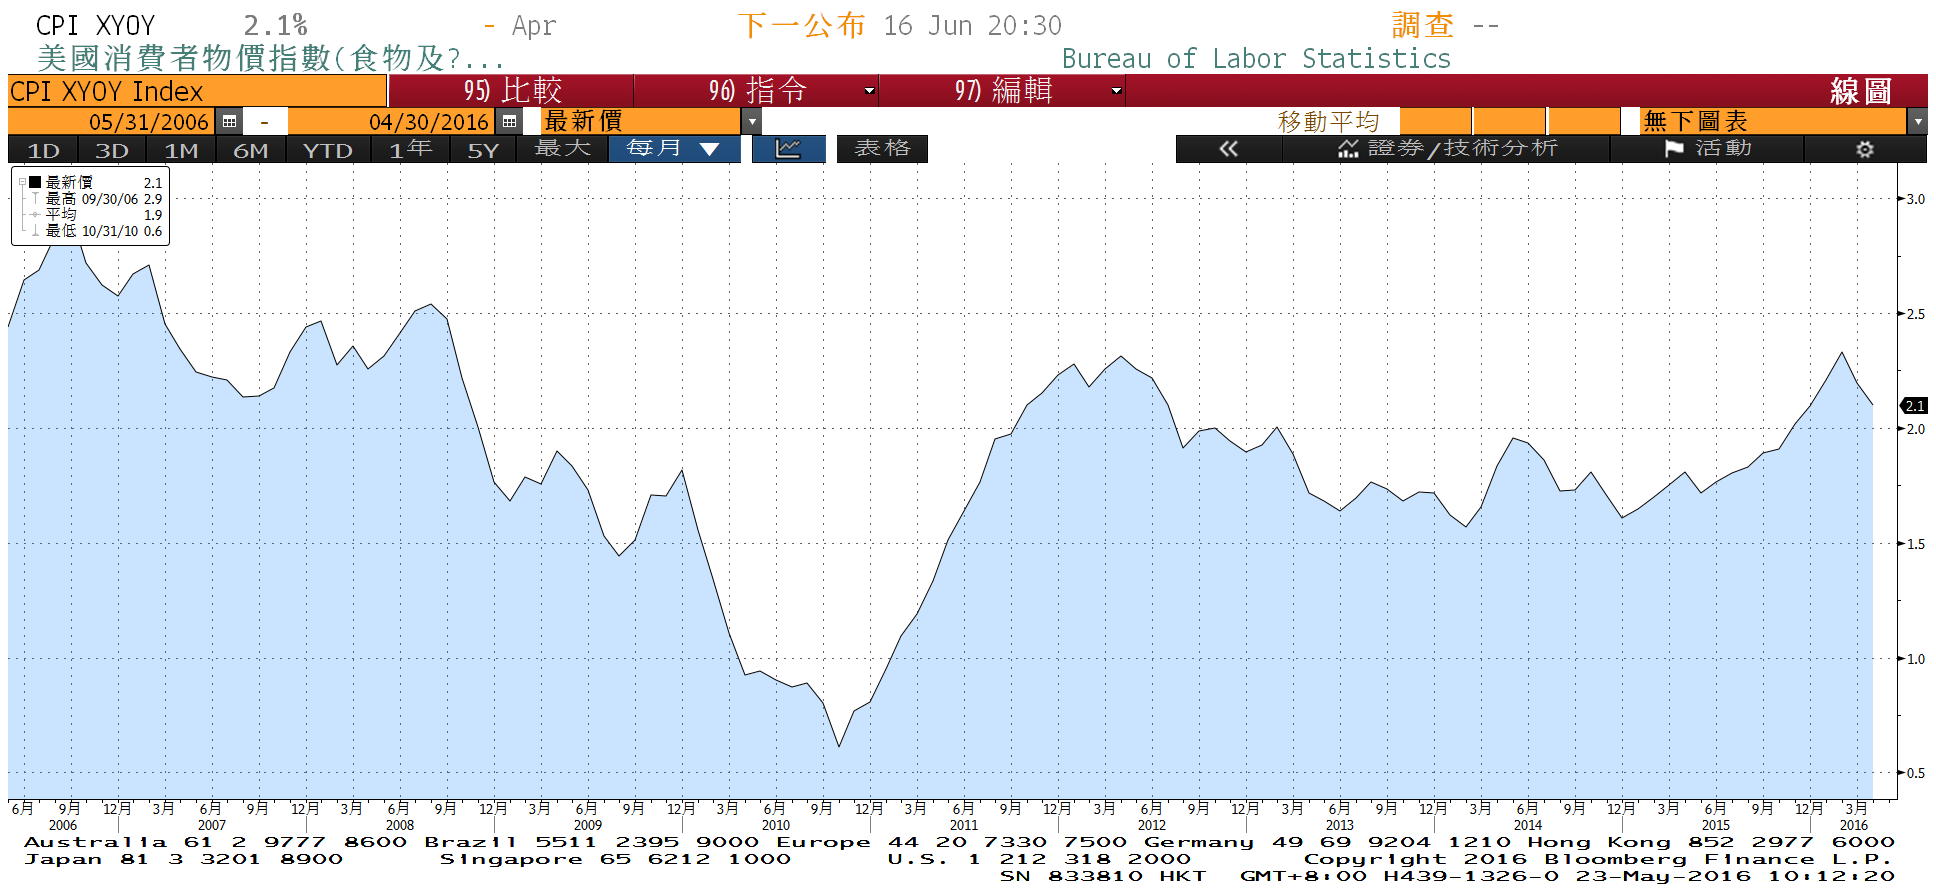 CPI XYOY 2.1% - Apr 下一公布 16 Jun 20:30 調查 --
美國消費者物價指數(食物及?... Bureau of Labor Statistics
CPI XYOY Index 95) 比較 96) 指令 97) 編輯 線圖
05/31/2006 - 04/30/2016 最新價 移動平均 無下圖表
1D 3D 1M 6M YTD 1年 5Y 最大 每月 ▼ 表格 « 證券/技術分析 活動
最新價 2.1
最高 09/30/06 2.9
平均 1.9
最低 10/31/10 0.6
3.0
2.5
2.1
2.0
1.5
1.0
0.5
6月 9月 12月 3月 6月 9月 12月 3月 6月 9月 12月 3月 6月 9月 12月 3月 6月 9月 12月 3月 6月 9月 12月 3月 6月 9月 12月 3月 6月 9月 12月 3月 6月 9月 12月 3月 6月 9月 12月 3月
2006 2007 2008 2009 2010 2011 2012 2013 2014 2015 2016
Australia 61 2 9777 8600 Brazil 5511 2395 9000 Europe 44 20 7330 7500 Germany 49 69 9204 1210 Hong Kong 852 2977 6000
Japan 81 3 3201 8900 Singapore 65 6212 1000 U.S. 1 212 318 2000 Copyright 2016 Bloomberg Finance L.P.
SN 833810 HKT GMT+8:00 H439-1326-0 23-May-2016 10:12:20